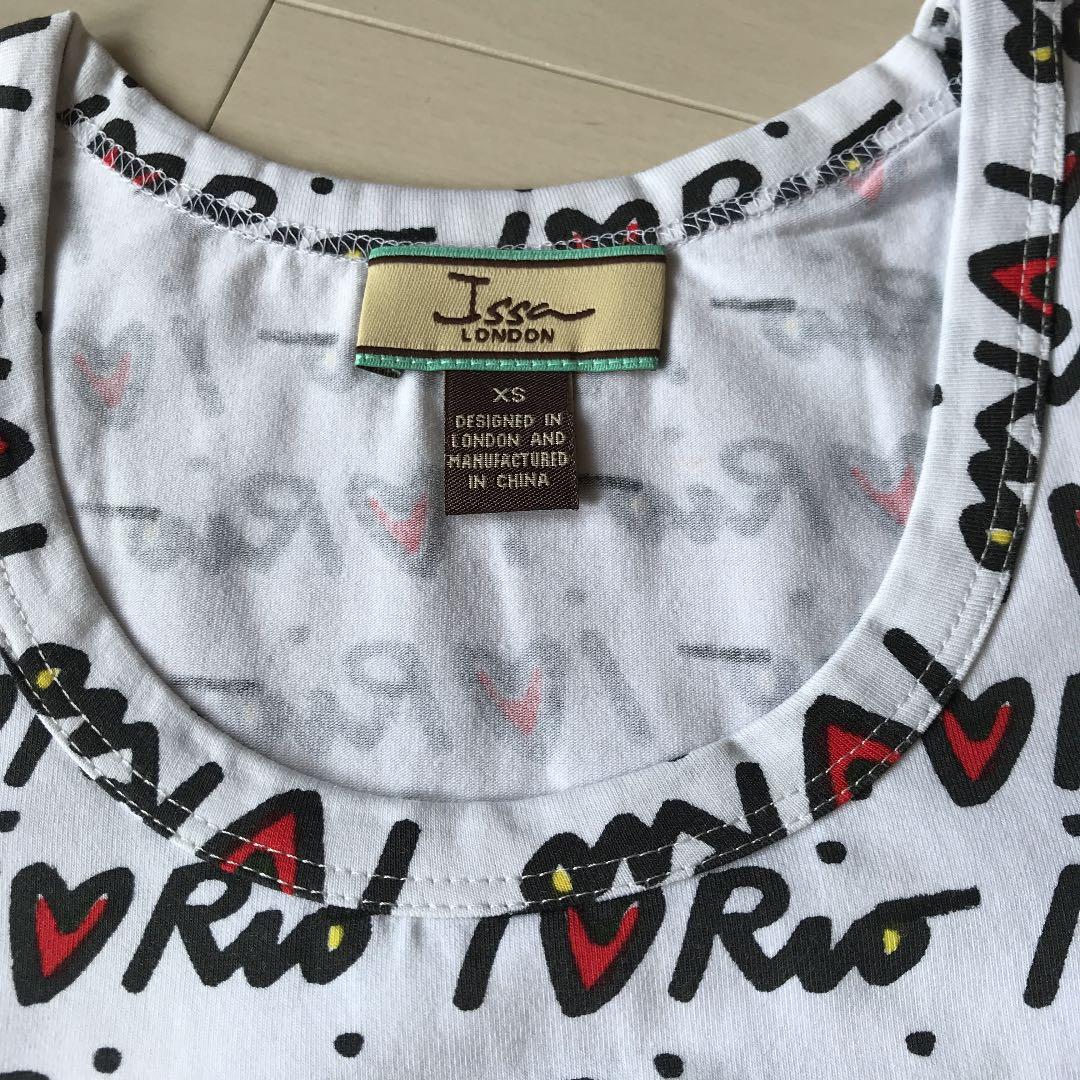 Issa
LONDON
XS
DESIGNED IN
LONDON AND
MANUFACTURED
IN CHINA
I Rio I Rio